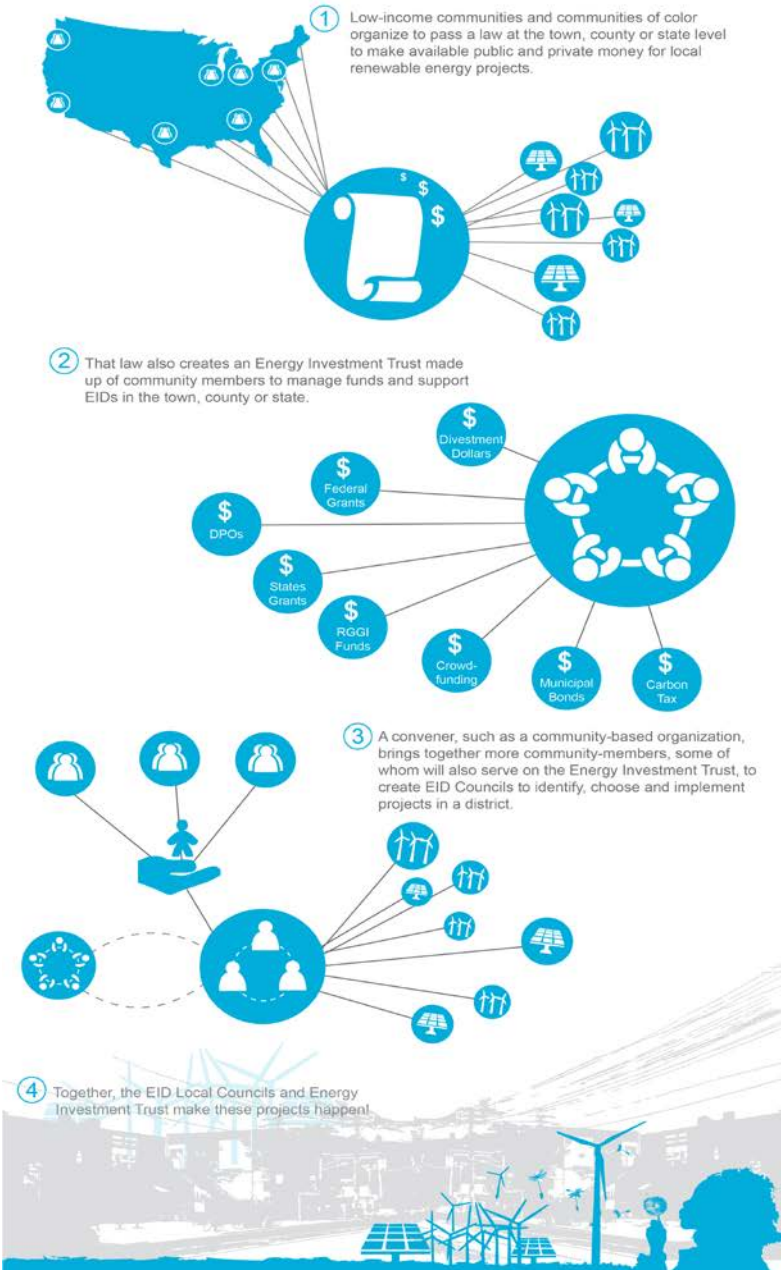 1 Low-income communities and communities of color
organize to pass a law at the town, county or state level
to make available public and private money for local
renewable energy projects.
$ $ $
2 That law also creates an Energy Investment Trust made
up of community members to manage funds and support
EIDs in the town, county or state.
$
Divestment
Dollars
$
Federal
Grants
$
DPOs
$
States
Grants
$
RGGI
Funds
$
Crowd-
funding
$
Municipal
Bonds
$
Carbon
Tax
3 A convener, such as a community-based organization,
brings together more community-members, some of
whom will also serve on the Energy Investment Trust, to
create EID Councils to identify, choose and implement
projects in a district.
4 Together, the EID Local Councils and Energy
Investment Trust make these projects happen!